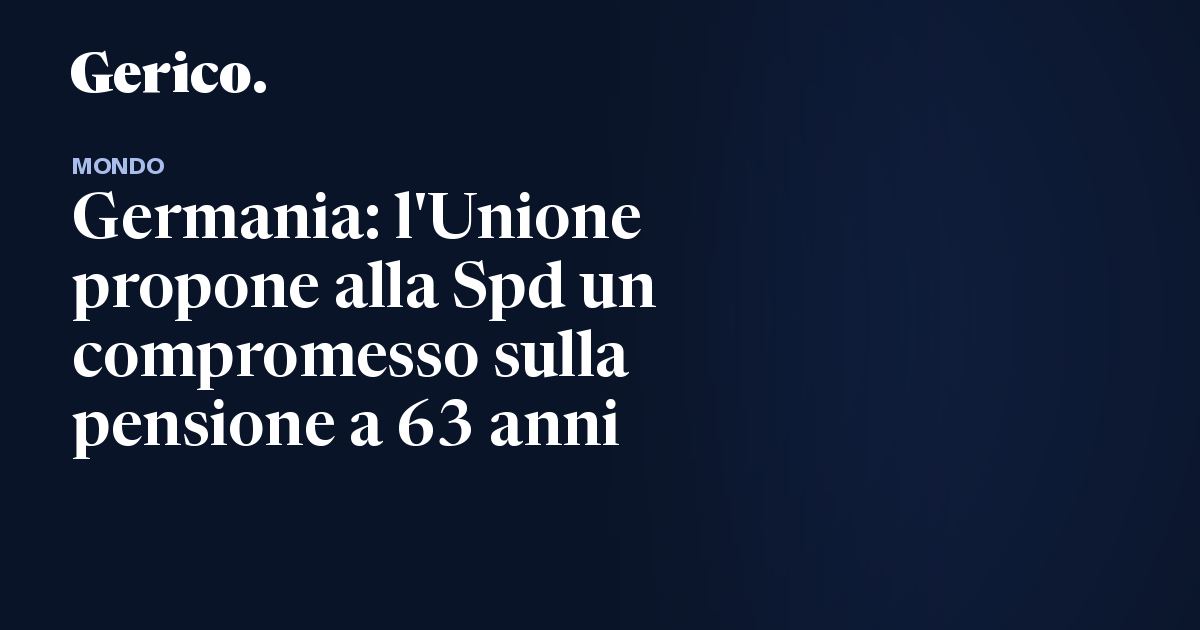 Gerico.
MONDO
Germania: l'Unione
propone alla Spd un
compromesso sulla
pensione a 63 anni